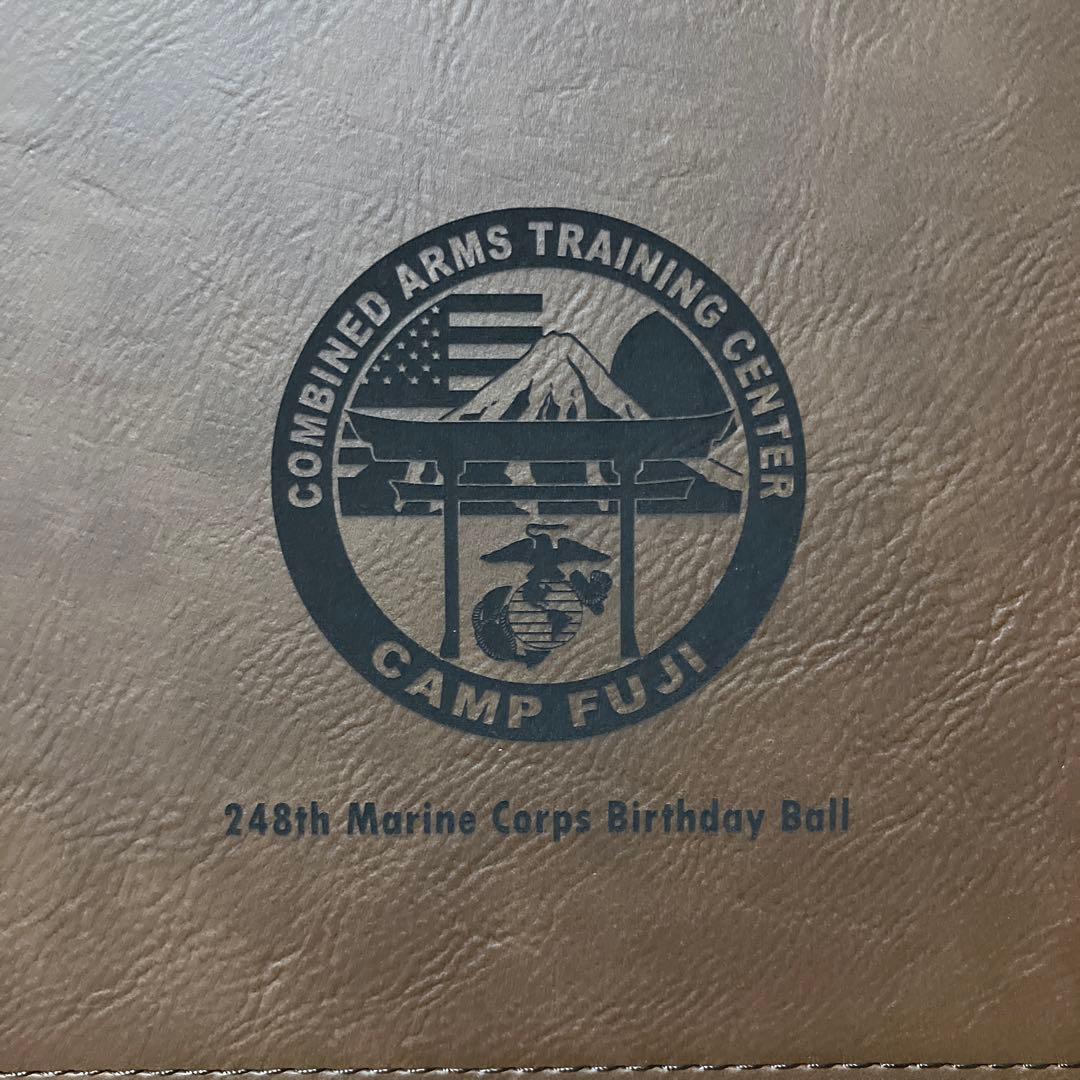 COMBINED ARMS TRAINING CENTER
CAMP FUJI
248th Marine Corps Birthday Ball